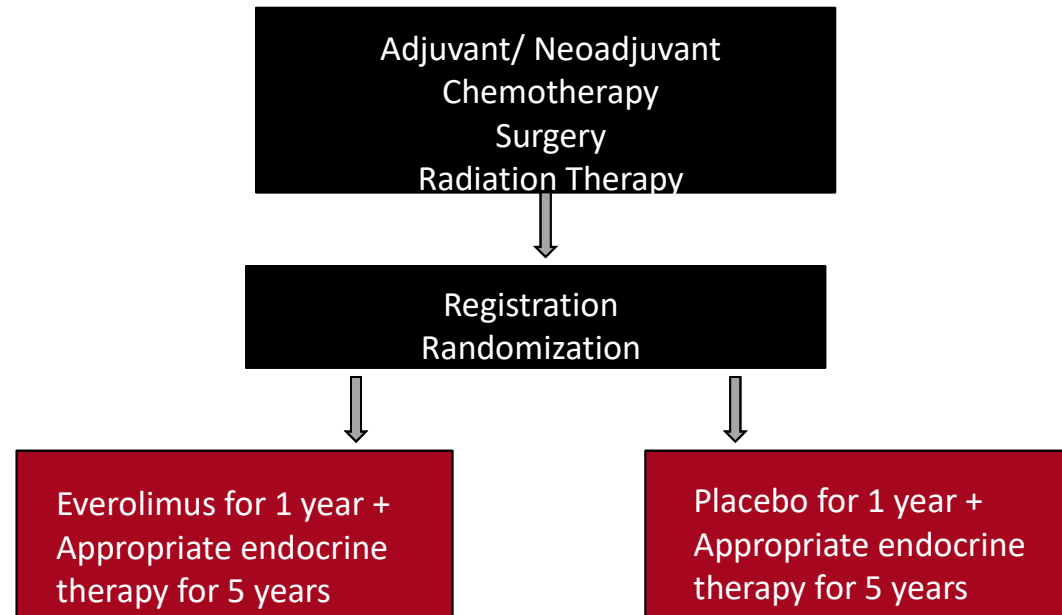 Adjuvant/ Neoadjuvant
Chemotherapy
Surgery
Radiation Therapy
Registration
Randomization
Everolimus for 1 year +
Appropriate endocrine
therapy for 5 years
Placebo for 1 year +
Appropriate endocrine
therapy for 5 years